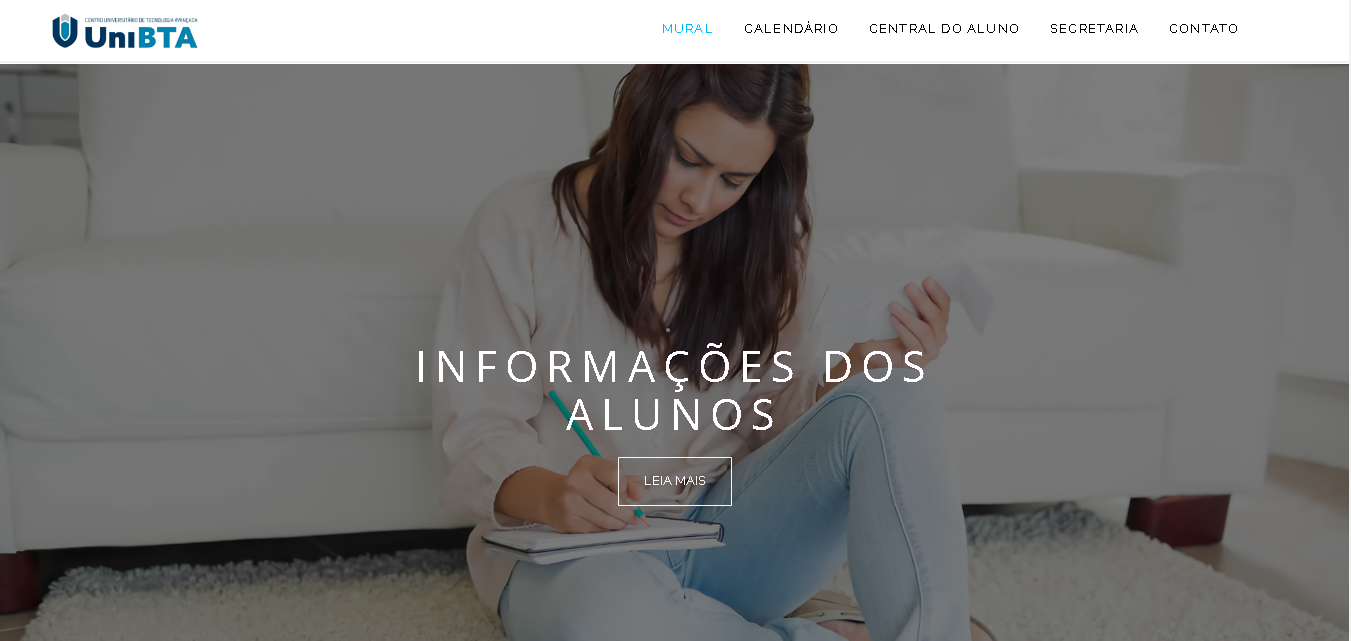 CENTRO UNIVERSITÁRIO DE TECNOLOGIA AVANÇADA
UniBTA
MURAL CALENDÁRIO CENTRAL DO ALUNO SECRETARIA CONTATO
INFORMAÇÕES DOS
ALUNOS
LEIA MAIS